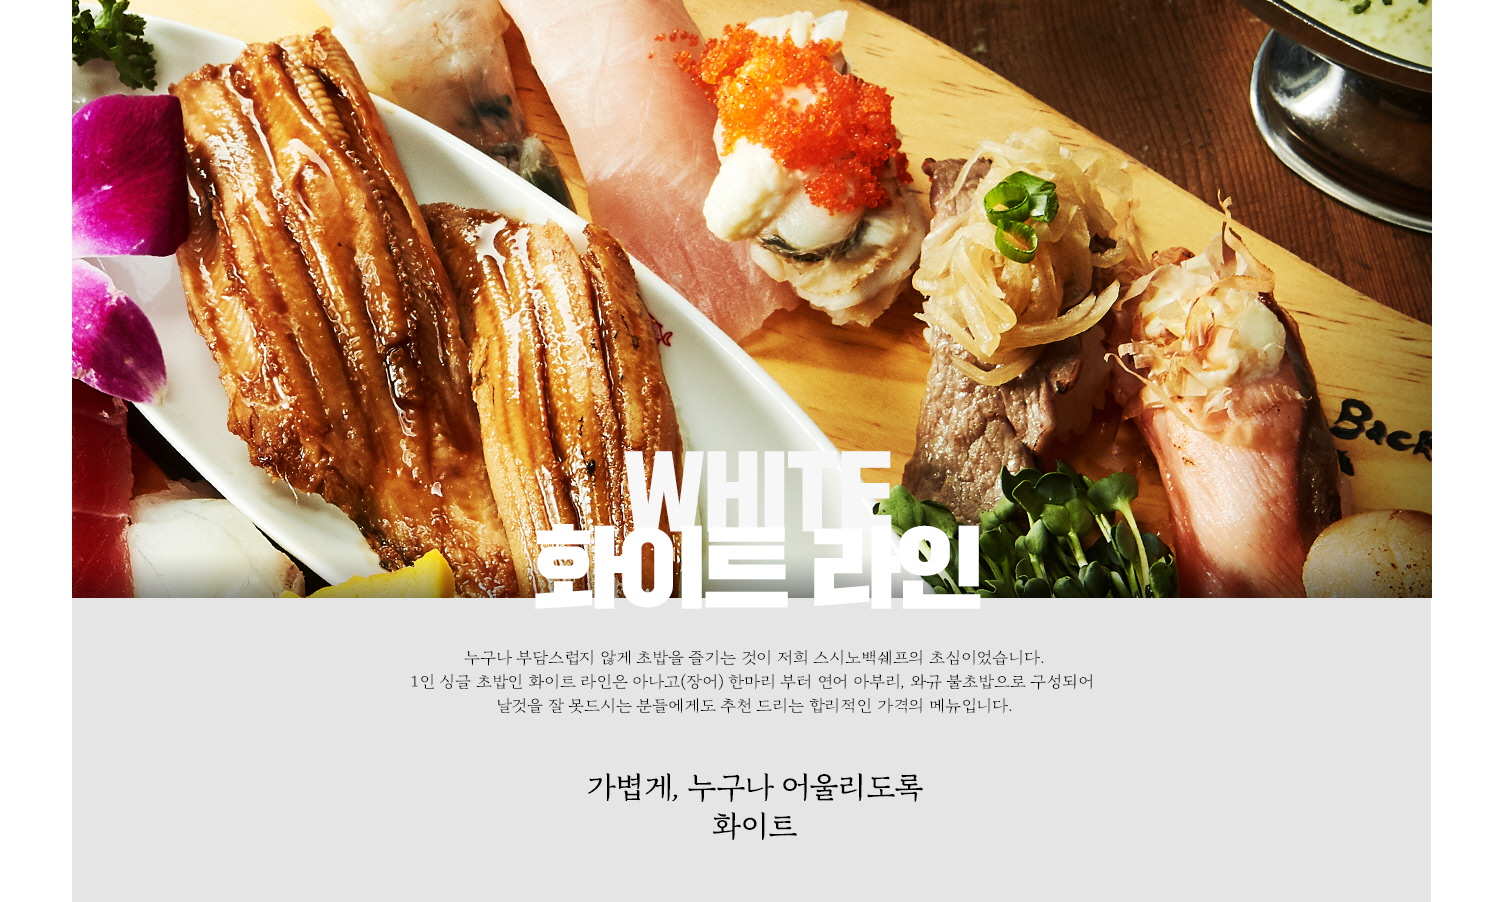 Back
WHITE
화이트 라인
누구나 부담스럽지 않게 초밥을 즐기는 것이 저희 스시노백쉐프의 초심이었습니다.
1인 싱글 초밥인 화이트 라인은 아나고(장어) 한마리 부터 연어 아부리, 와규 불초밥으로 구성되어
날것을 잘 못드시는 분들에게도 추천 드리는 합리적인 가격의 메뉴입니다.
가볍게, 누구나 어울리도록
화이트